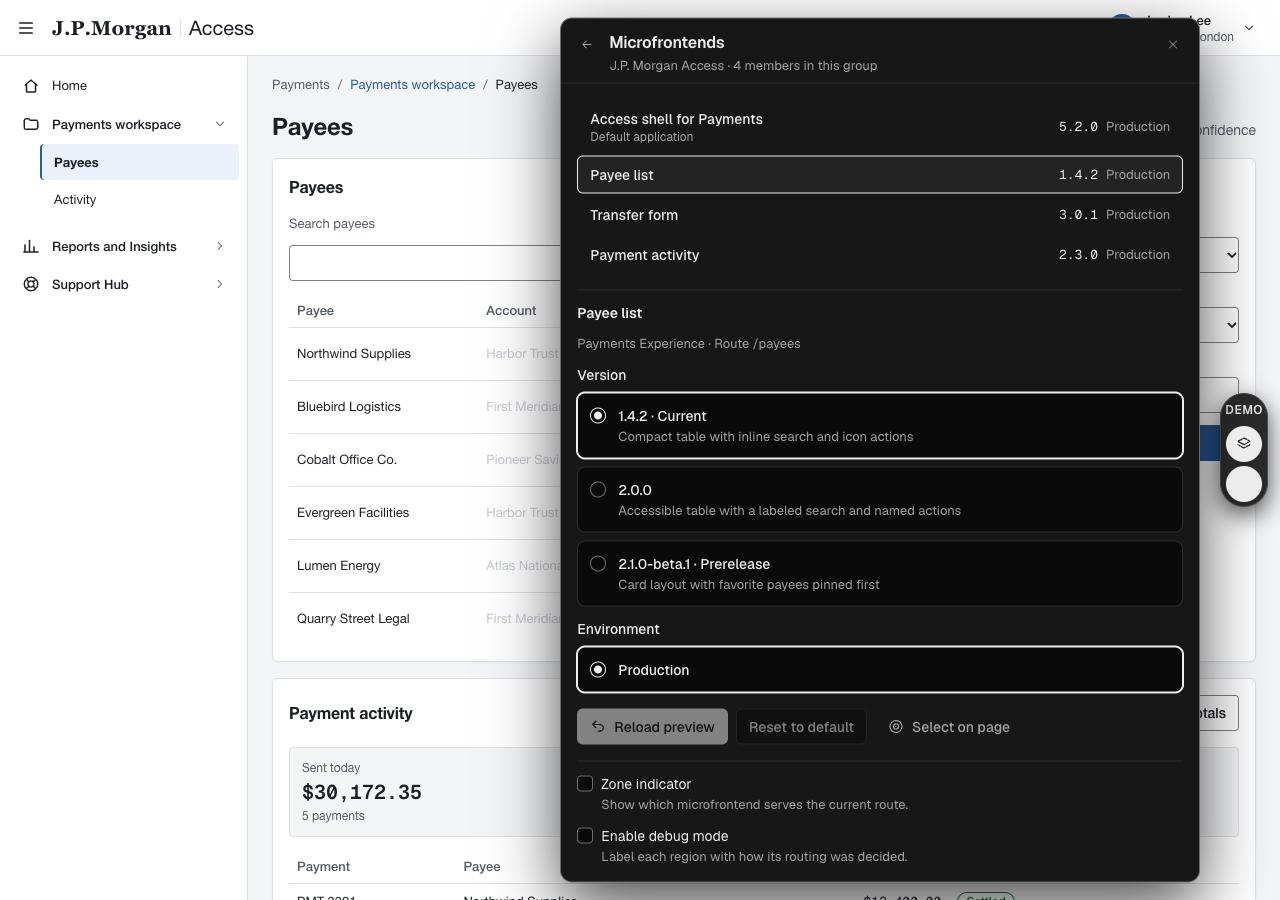 J.P.Morgan Access
London
Home
Payments workspace
Payees
Activity
Reports and Insights
Support Hub
Payments / Payments workspace / Payees
Payees
Payees
Search payees
Payee Account
Northwind Supplies Harbor Trust
Bluebird Logistics First Meridian
Cobalt Office Co. Pioneer
Evergreen Facilities Harbor Trust
Lumen Energy Atlas
Quarry Street Legal First Meridian
Payment activity
Sent today
$30,172.35
5 payments
Payment Payee
Northwind Supplies
Microfrontends
J.P. Morgan Access · 4 members in this group
Access shell for Payments
Default application
5.2.0 Production
Payee list 1.4.2 Production
Transfer form 3.0.1 Production
Payment activity 2.3.0 Production
Payee list
Payments Experience · Route /payees
Version
1.4.2 · Current
Compact table with inline search and icon actions
2.0.0
Accessible table with a labeled search and named actions
2.1.0-beta.1 · Prerelease
Card layout with favorite payees pinned first
Environment
Production
Reload preview Reset to default Select on page
Zone indicator
Show which microfrontend serves the current route.
Enable debug mode
Label each region with how its routing was decided.
DEMO